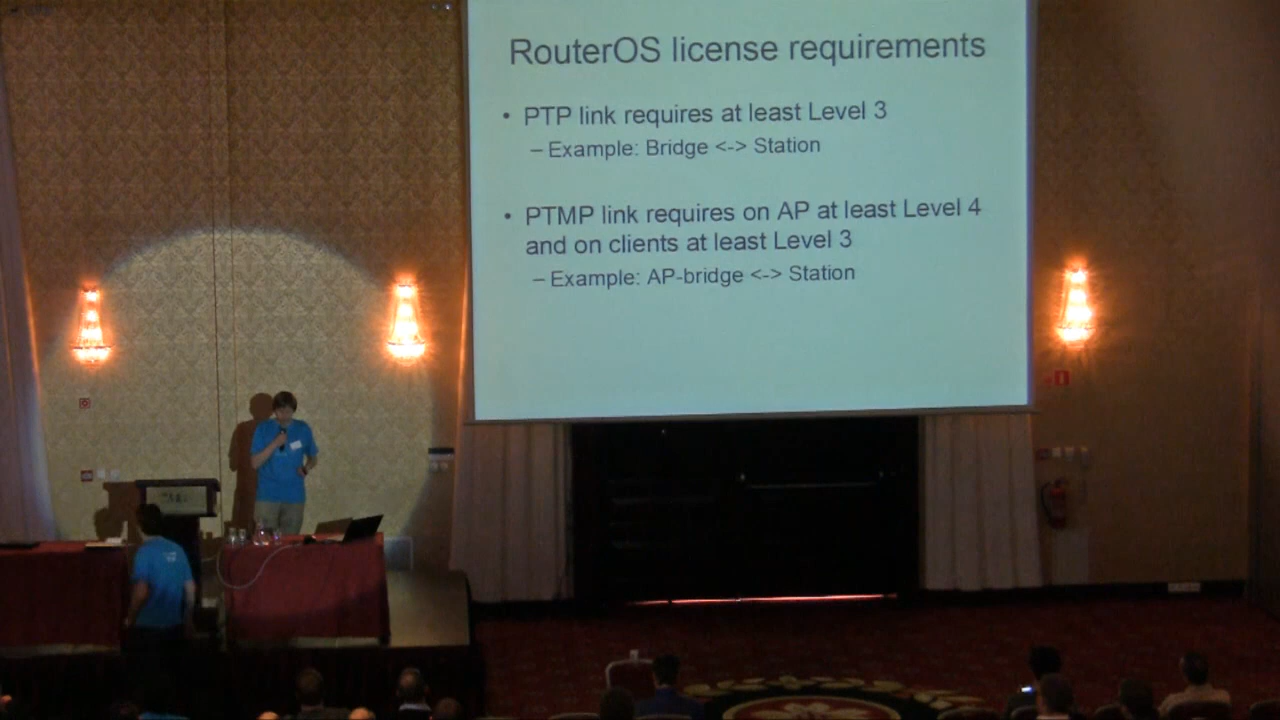 RouterOS license requirements
• PTP link requires at least Level 3
– Example: Bridge <-> Station
• PTMP link requires on AP at least Level 4
and on clients at least Level 3
– Example: AP-bridge <-> Station